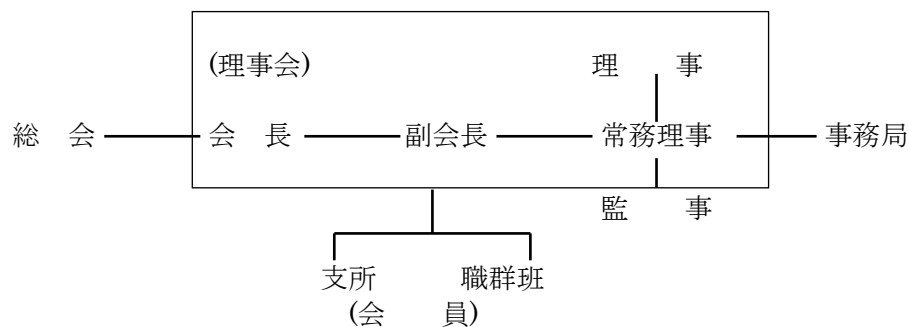 (理事会) 理 事
総 会 会 長 副会長 常務理事 事務局
監 事
支所 職群班
(会 員)